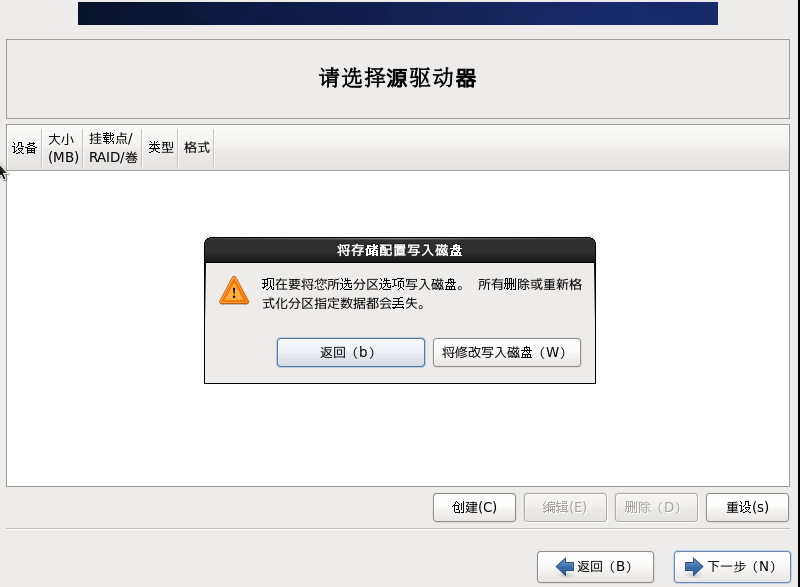 请选择源驱动器
设备
大小
(MB)
挂载点/
RAID/卷
类型
格式
将存储配置写入磁盘
现在要将您所选分区选项写入磁盘。 所有删除或重新格
式化分区指定数据都会丢失。
返回（b）
将修改写入磁盘（W）
创建(C)
编辑(E)
删除（D）
重设(s)
返回（B）
下一步（N）